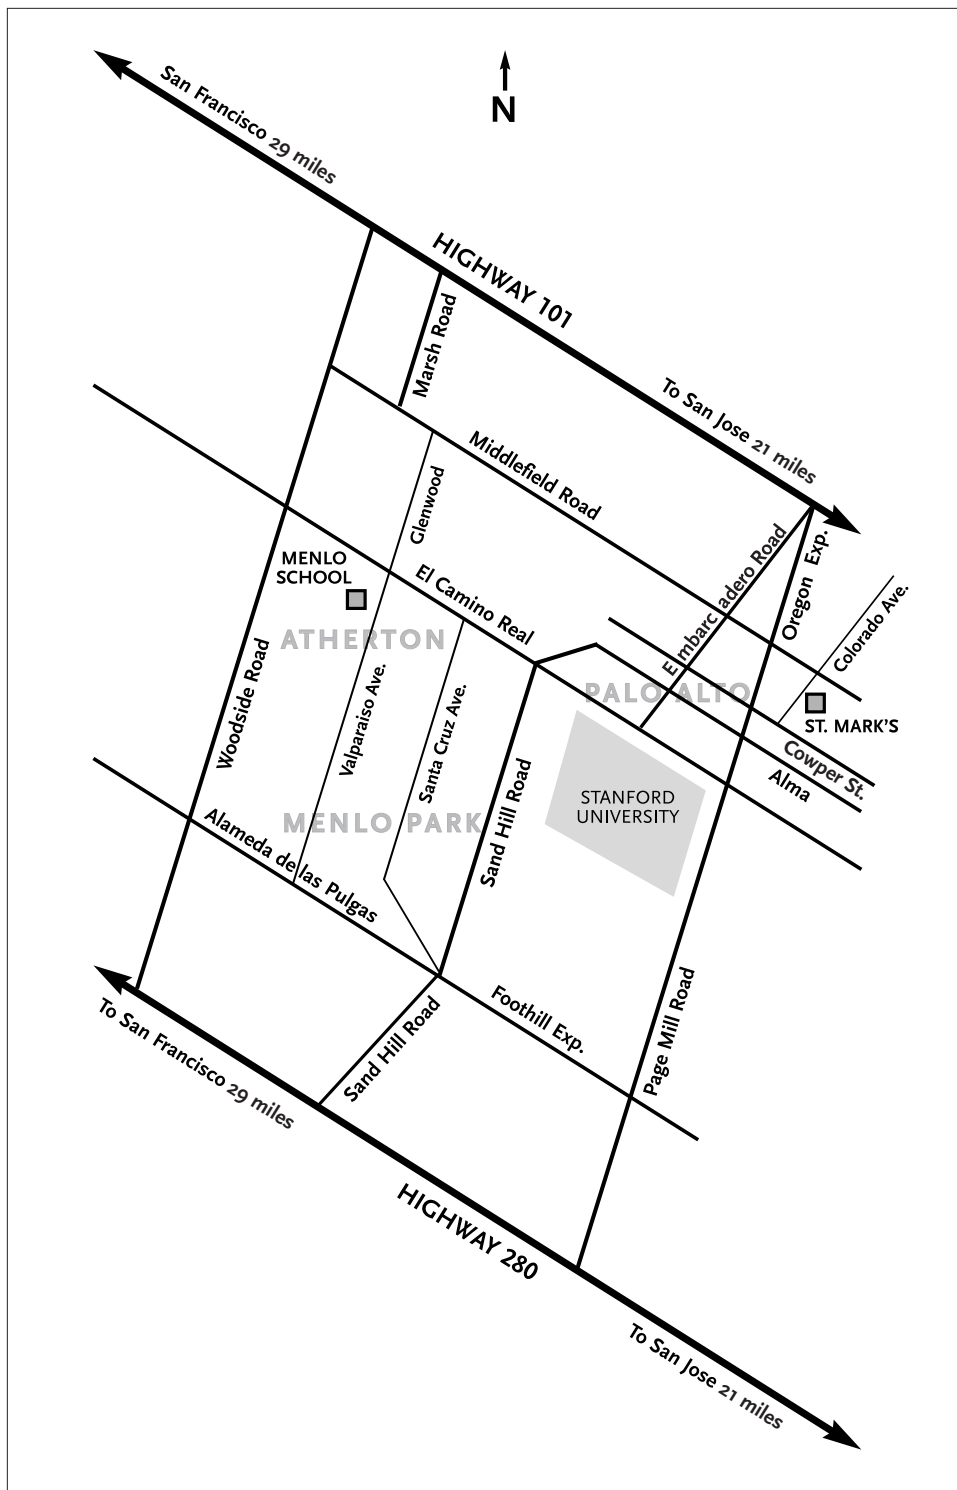 N
San Francisco 29 miles
HIGHWAY 101
Marsh Road
To San Jose 21 miles
Middlefield Road
Glenwood
El mbarc adero Road
Oregon Exp.
MENLO
SCHOOL
El Camino Real
Colorado Ave.
ATHERTON
Woodside Road
Valparaiso Ave.
Santa Cruz Ave.
PALO ALTO
ST. MARK'S
Cowper St.
Alma
Sand Hill Road
STANFORD
UNIVERSITY
MENLO PARK
Alameda de las Pulgas
Page Mill Road
Foothill Exp.
Sand Hill Road
To San Francisco 29 miles
HIGHWAY 280
To San Jose 21 miles